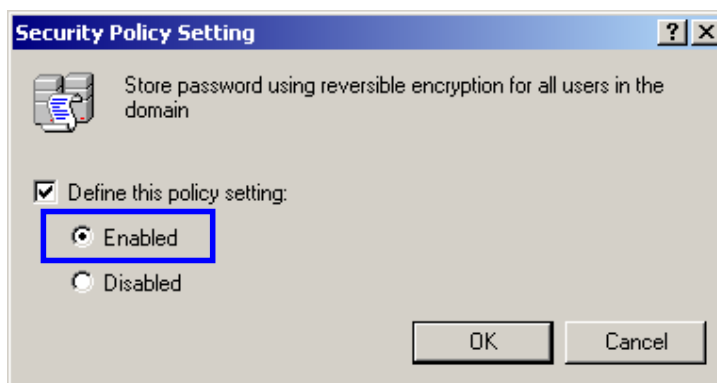 Security Policy Setting ? X
Store password using reversible encryption for all users in the
domain
Define this policy setting:
Enabled
Disabled
OK Cancel